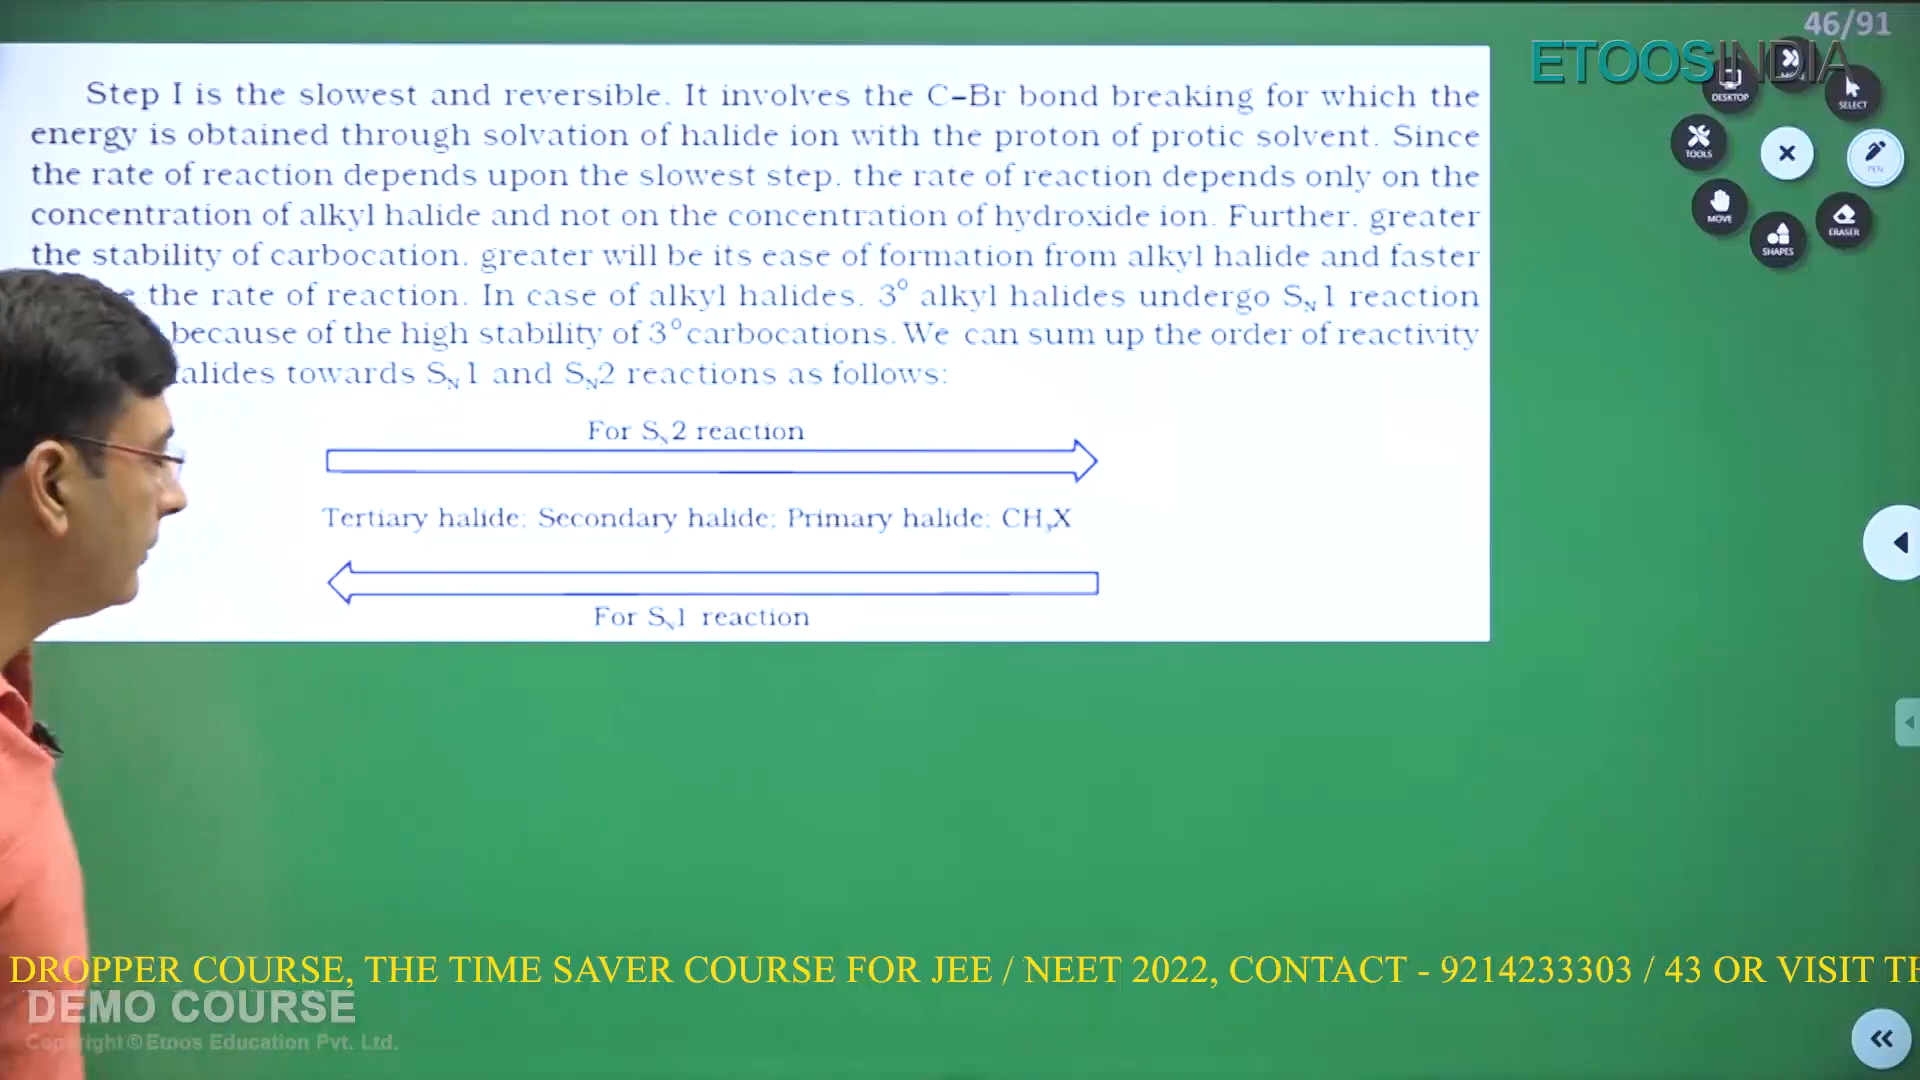 46/91
ETOOSINDIA
DESKTOP
SELECT
TOOLS
PEN
MOVE
ERASER
SHAPES
Step I is the slowest and reversible. It involves the C–Br bond breaking for which the
energy is obtained through solvation of halide ion with the proton of protic solvent. Since
the rate of reaction depends upon the slowest step, the rate of reaction depends only on the
concentration of alkyl halide and not on the concentration of hydroxide ion. Further, greater
the stability of carbocation, greater will be its ease of formation from alkyl halide and faster
the rate of reaction. In case of alkyl halides, 3° alkyl halides undergo SN1 reaction
because of the high stability of 3° carbocations. We can sum up the order of reactivity
alides towards SN1 and SN2 reactions as follows:
For SN2 reaction
Tertiary halide; Secondary halide; Primary halide; CH3X
For SN1 reaction
DROPPER COURSE, THE TIME SAVER COURSE FOR JEE / NEET 2022, CONTACT - 9214233303 / 43 OR VISIT TH
DEMO COURSE
Copyright © Etoos Education Pvt. Ltd.